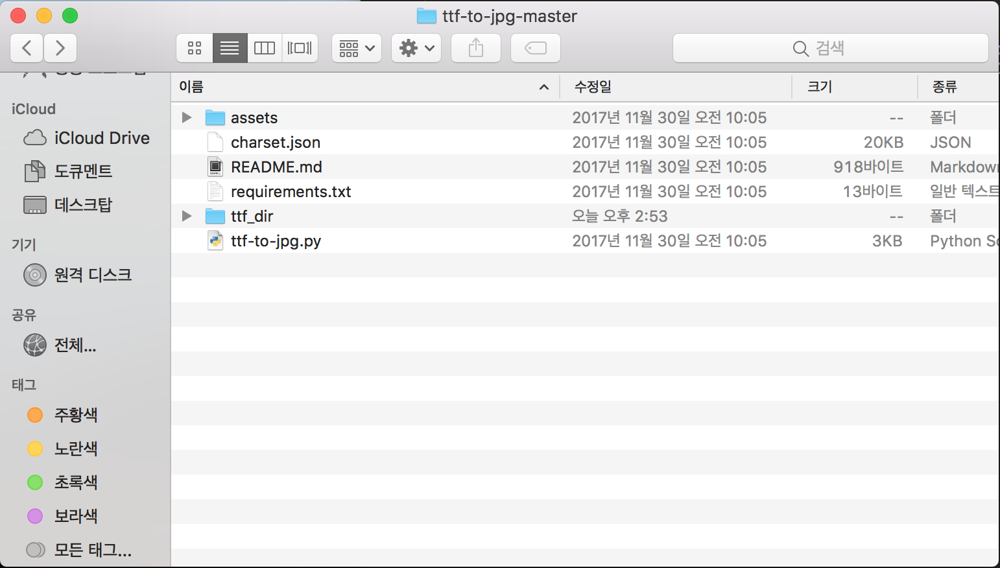 ttf-to-jpg-master
검색
iCloud
iCloud Drive
도큐멘트
데스크탑
기기
원격 디스크
공유
전체...
태그
주황색
노란색
초록색
보라색
모든 태그...
이름 수정일 크기 종류
assets 2017년 11월 30일 오전 10:05 -- 폴더
charset.json 2017년 11월 30일 오전 10:05 20KB JSON
README.md 2017년 11월 30일 오전 10:05 918바이트 Markdown
requirements.txt 2017년 11월 30일 오전 10:05 13바이트 일반 텍스트
ttf_dir 오늘 오후 2:53 -- 폴더
ttf-to-jpg.py 2017년 11월 30일 오전 10:05 3KB Python Sc